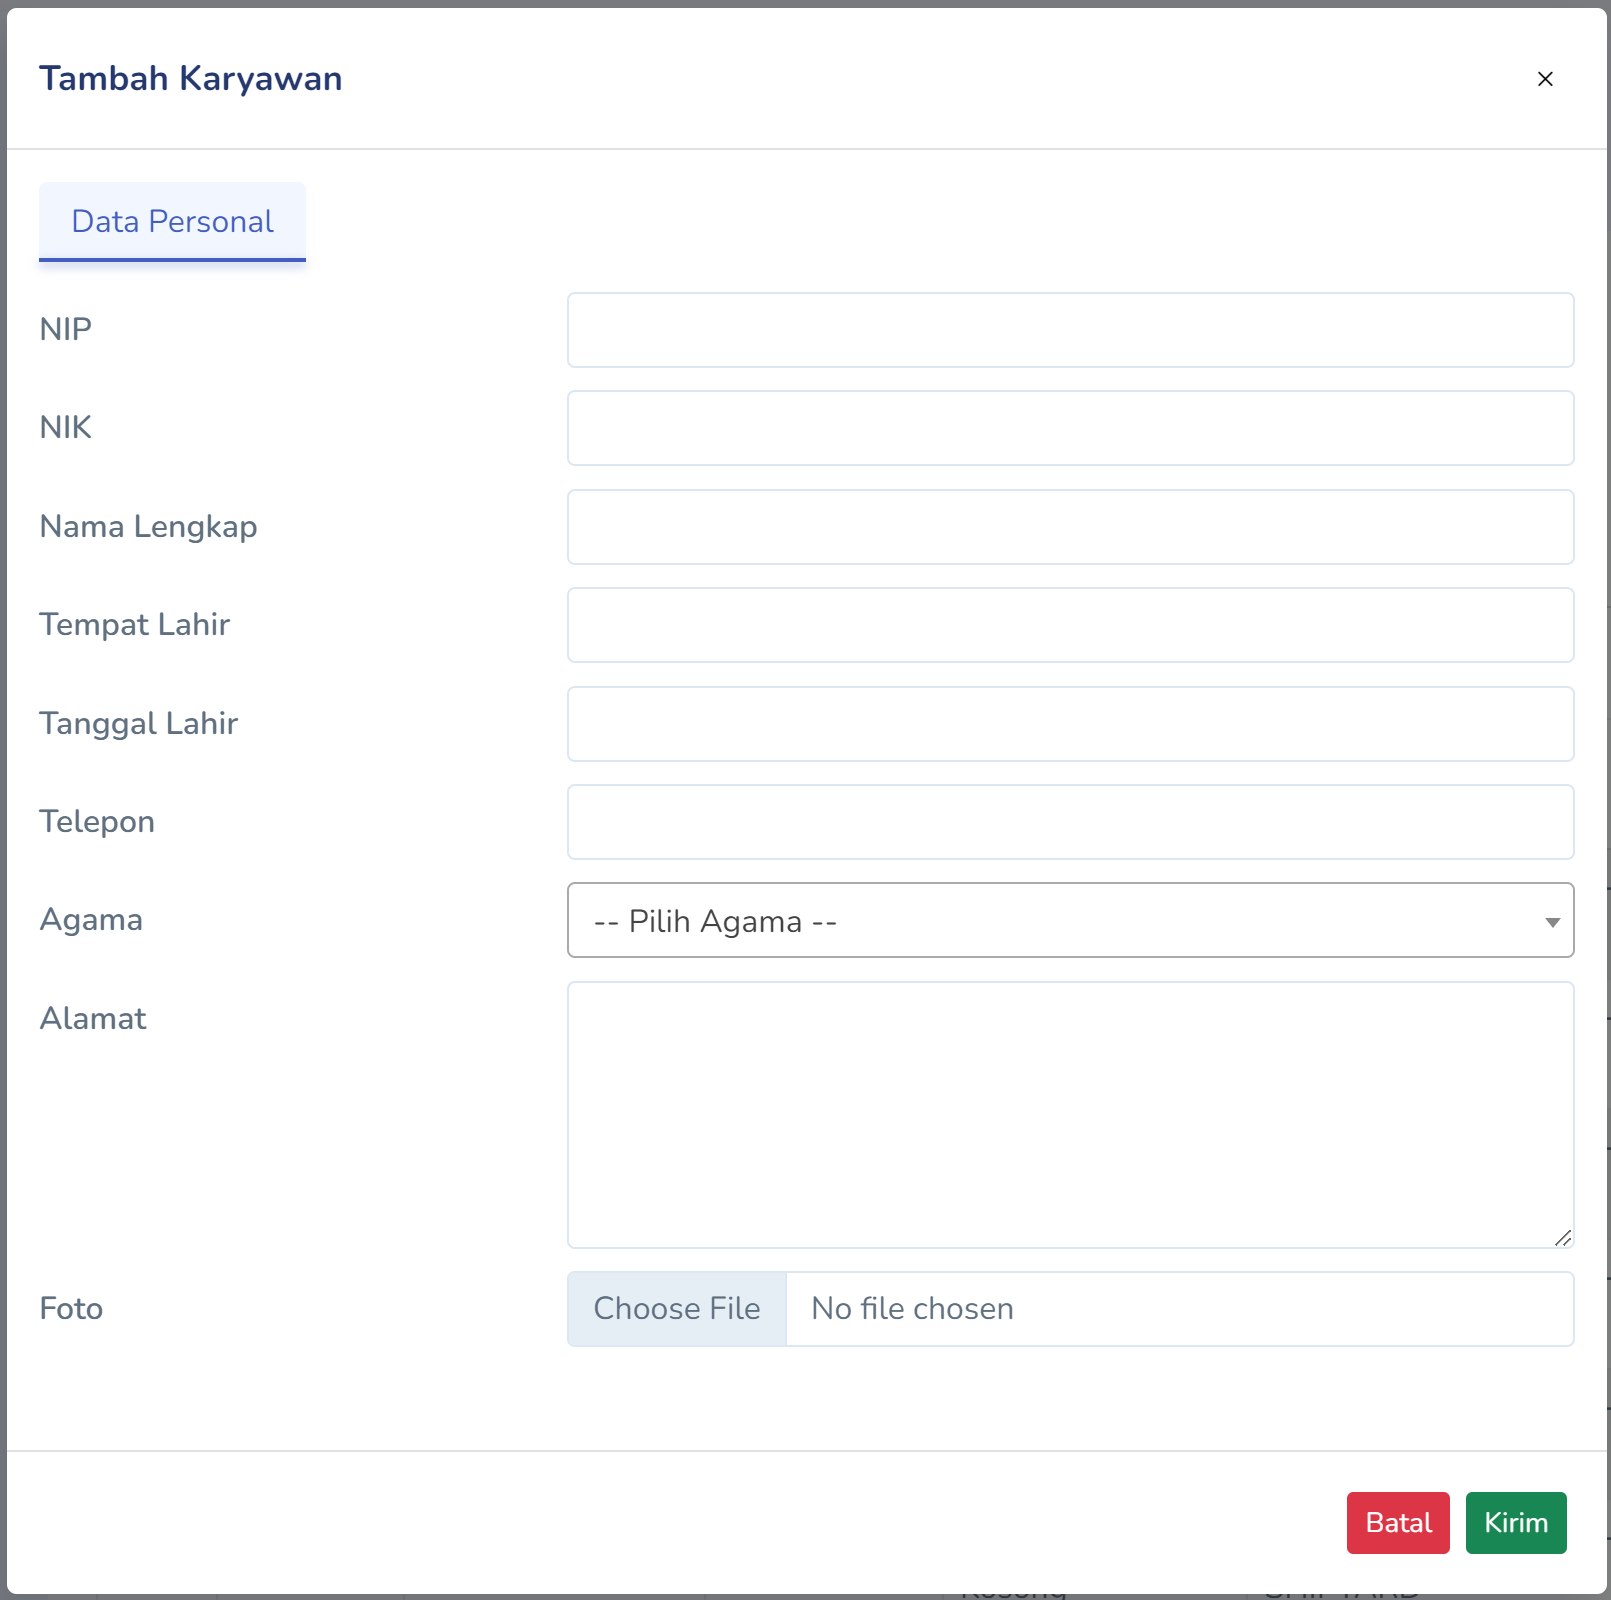 Tambah Karyawan
×
Data Personal
NIP
NIK
Nama Lengkap
Tempat Lahir
Tanggal Lahir
Telepon
Agama
-- Pilih Agama --
Alamat
Foto
Choose File No file chosen
Batal Kirim